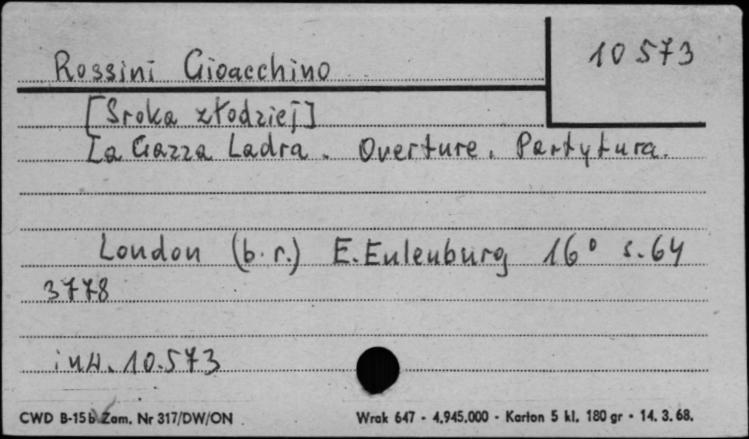 10 573
Rossini Gioacchino
[Sroka złodziej]
La Gazza Ladra. Overture. Partytura.
London (b.r.) E. Eulenburg 16° s. 64
3778
inw. 10.573
CWD B-15b Zam. Nr 317/DW/ON Wrak 647 - 4.945.000 - Karton 5 kl. 180 gr - 14. 3. 68.